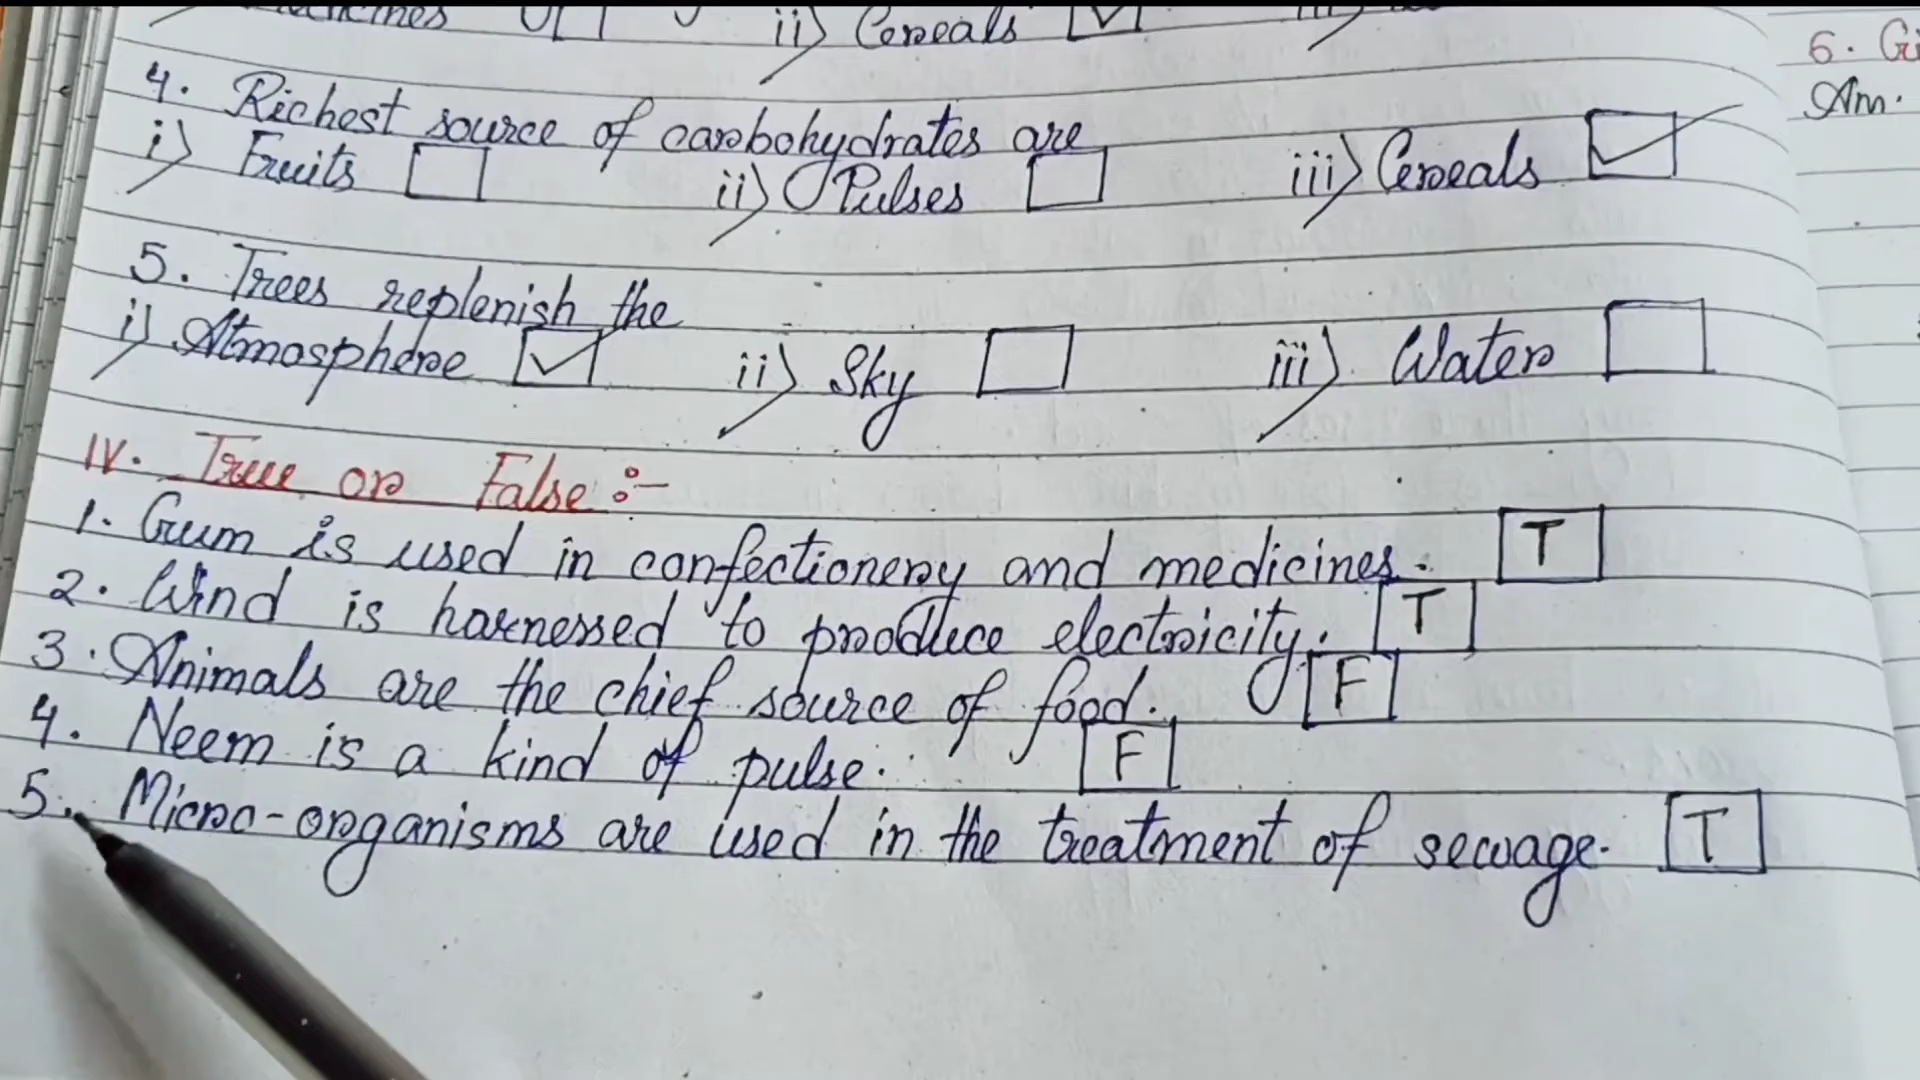 ii) Cereals
4. Richest source of carbohydrates are
i) Fruits ii) Pulses iii) Cereals
5. Trees replenish the
i) Atmosphere ii) Sky iii) Water
IV. True or False :-
1. Gum is used in confectionery and medicines. T
2. Wind is harnessed to produce electricity. T
3. Animals are the chief source of food. F
4. Neem is a kind of pulse. F
5. Micro-organisms are used in the treatment of sewage. T
6.